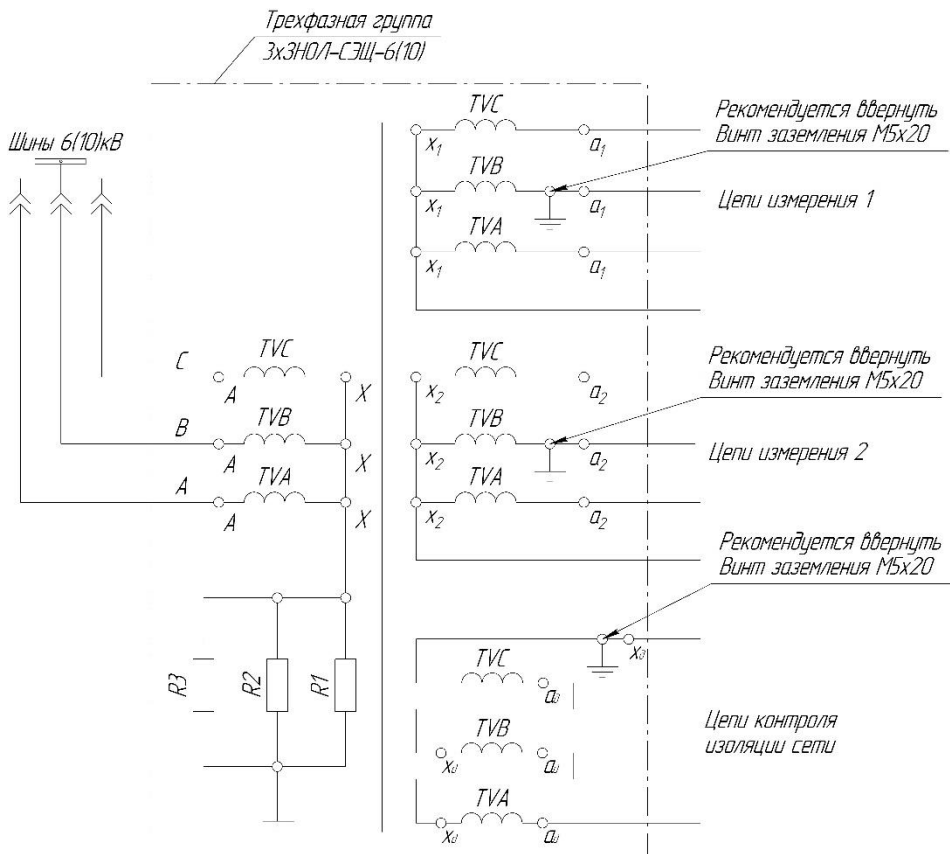 Трехфазная группа
3х3НОЛ-СЭЩ-6(10)
Шины 6(10)кВ
TVC
x1
a1
Рекомендуется ввернуть
Винт заземления М5х20
TVB
x1
a1
Цепи измерения 1
TVA
x1
a1
C
TVC
A
X
TVC
x2
a2
Рекомендуется ввернуть
Винт заземления М5х20
B
TVB
A
X
TVB
x2
a2
Цепи измерения 2
A
TVA
A
X
TVA
x2
a2
Рекомендуется ввернуть
Винт заземления М5х20
xд
R3
R2
R1
TVC
aд
TVB
xд
aд
Цепи контроля
изоляции сети
TVA
xд
aд